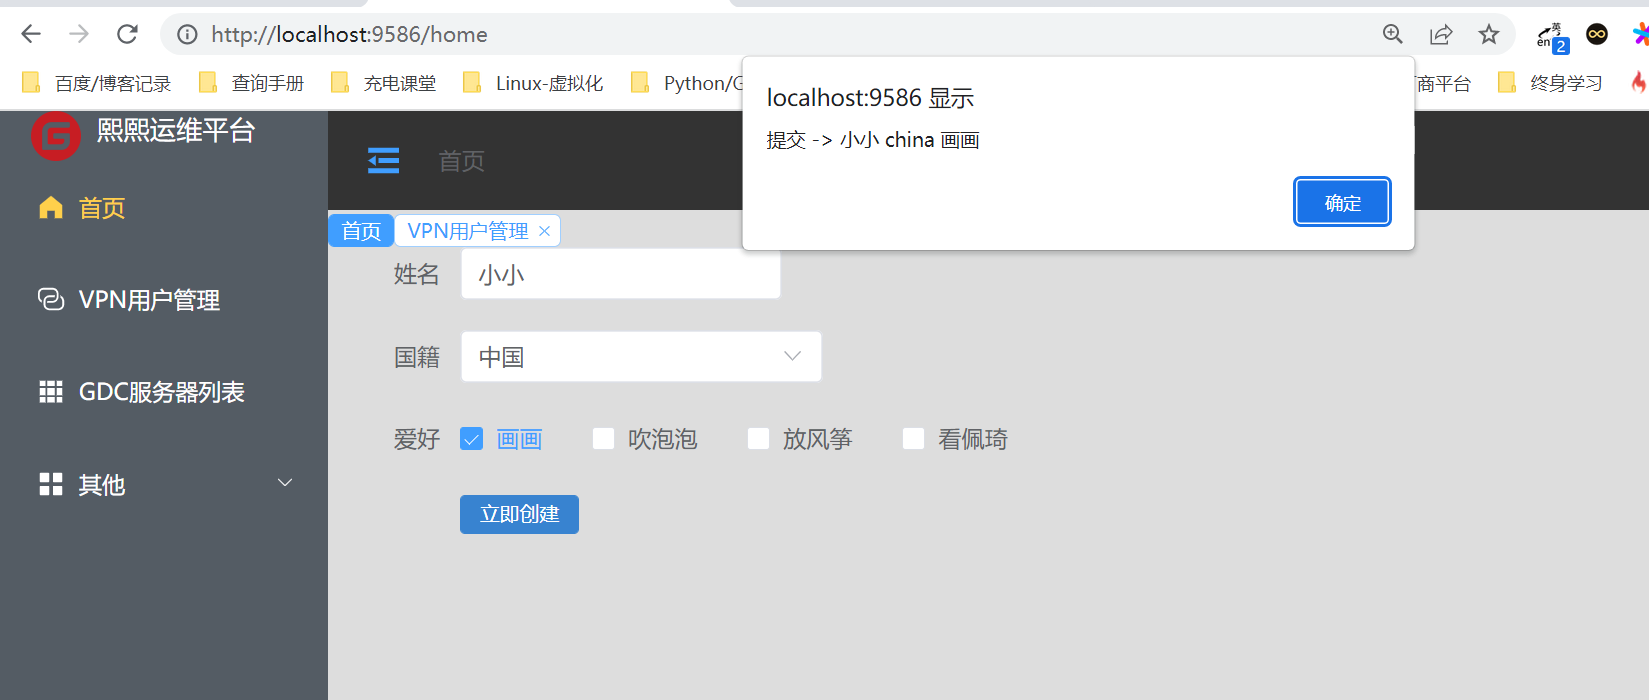 http://localhost:9586/home
英
en
2
百度/博客记录
查询手册
充电课堂
Linux-虚拟化
Python/G
商平台
终身学习
localhost:9586 显示
提交 -> 小小 china 画画
确定
熙熙运维平台
首页
VPN用户管理
GDC服务器列表
其他
首页
首页
VPN用户管理
姓名 小小
国籍 中国
爱好 画画 吹泡泡 放风筝 看佩琦
立即创建